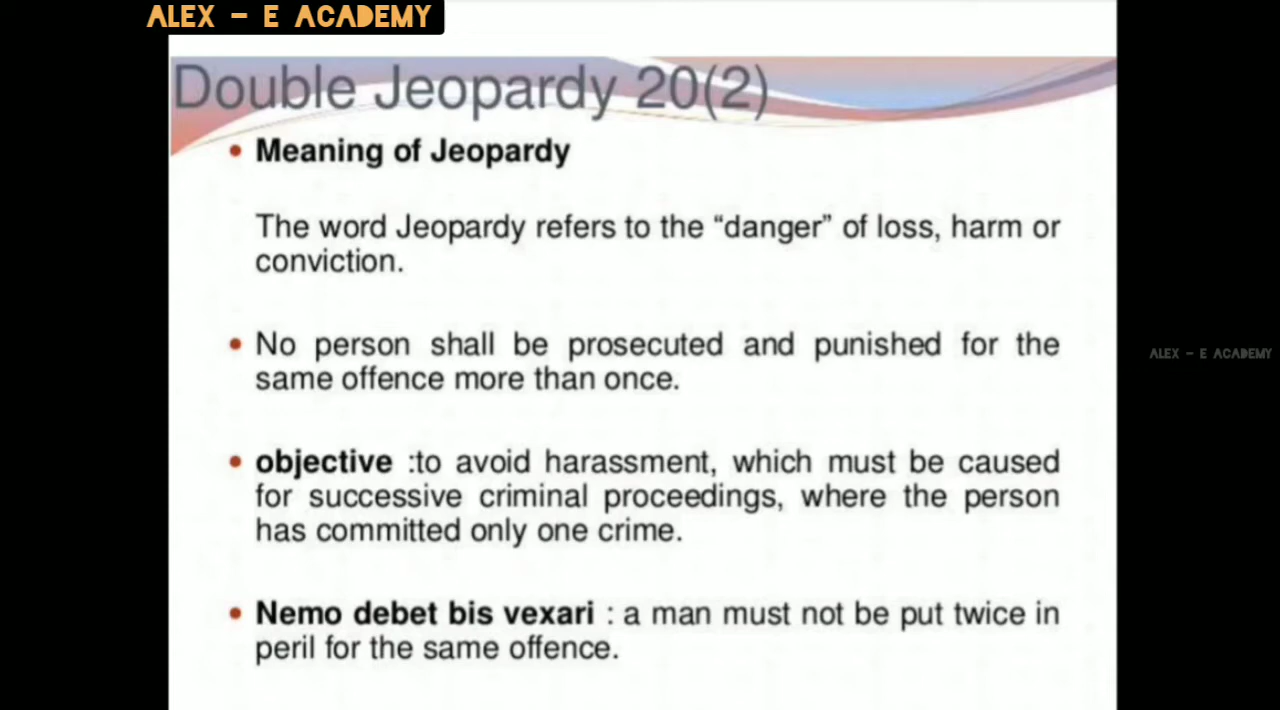 ALEX - E ACADEMY
Double Jeopardy 20(2)
• Meaning of Jeopardy
The word Jeopardy refers to the “danger” of loss, harm or
conviction.
• No person shall be prosecuted and punished for the
same offence more than once.
ALEX - E ACADEMY
• objective :to avoid harassment, which must be caused
for successive criminal proceedings, where the person
has committed only one crime.
• Nemo debet bis vexari : a man must not be put twice in
peril for the same offence.